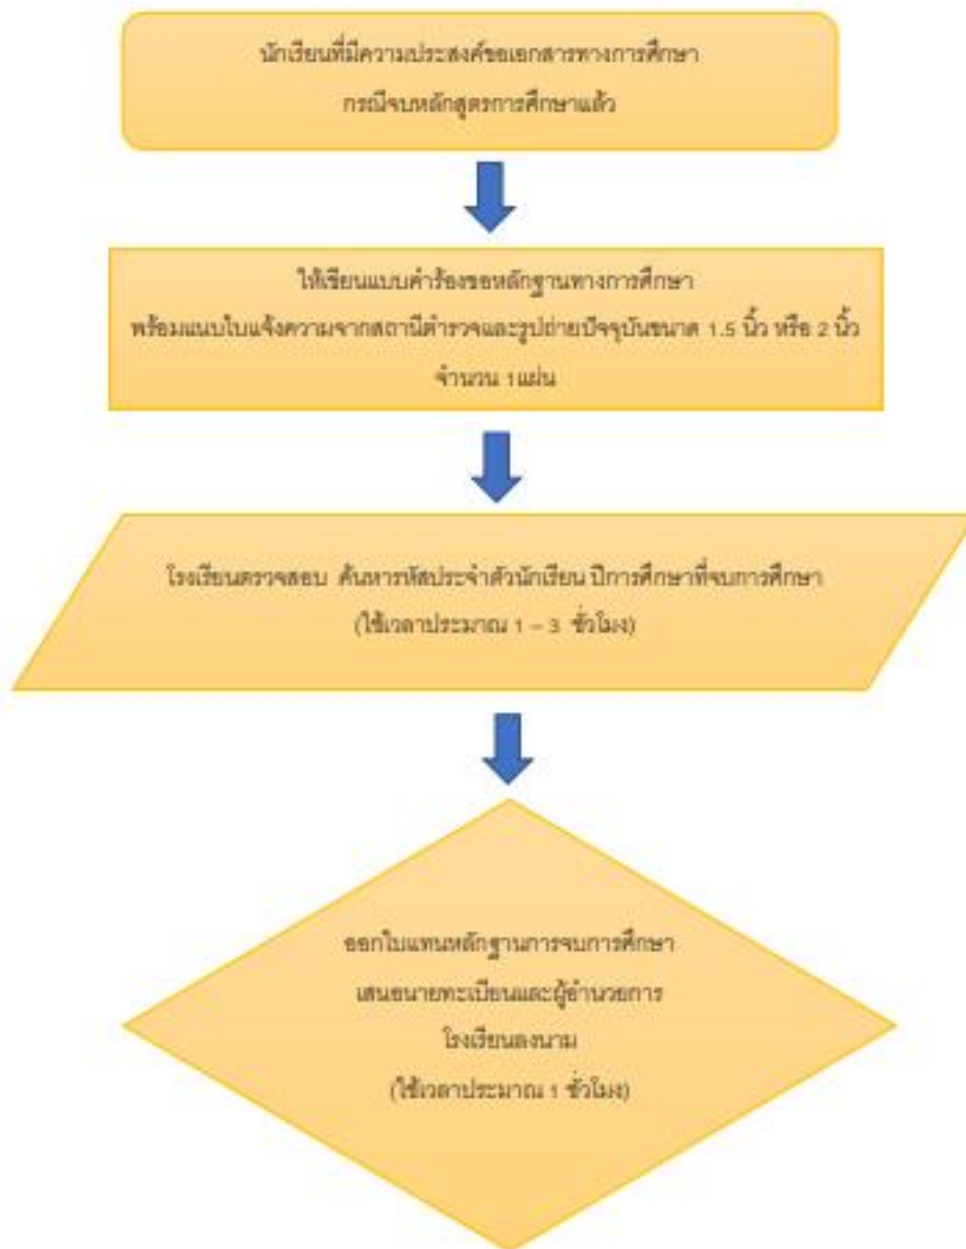 นักเรียนที่มีความประสงค์ขอเอกสารทางการศึกษา
กรณีจบหลักสูตรการศึกษาแล้ว
ให้เขียนแบบคำร้องขอหลักฐานทางการศึกษา
พร้อมแนบใบแจ้งความจากสถานีตำรวจและรูปถ่ายปัจจุบันขนาด 1.5 นิ้ว หรือ 2 นิ้ว
จำนวน 1แผ่น
โรงเรียนตรวจสอบ ค้นหารหัสประจำตัวนักเรียน ปีการศึกษาที่จบการศึกษา
(ใช้เวลาประมาณ 1 – 3 ชั่วโมง)
ออกใบแทนหลักฐานการจบการศึกษา
เสนอนายทะเบียนและผู้อำนวยการ
โรงเรียนลงนาม
(ใช้เวลาประมาณ 1 ชั่วโมง)